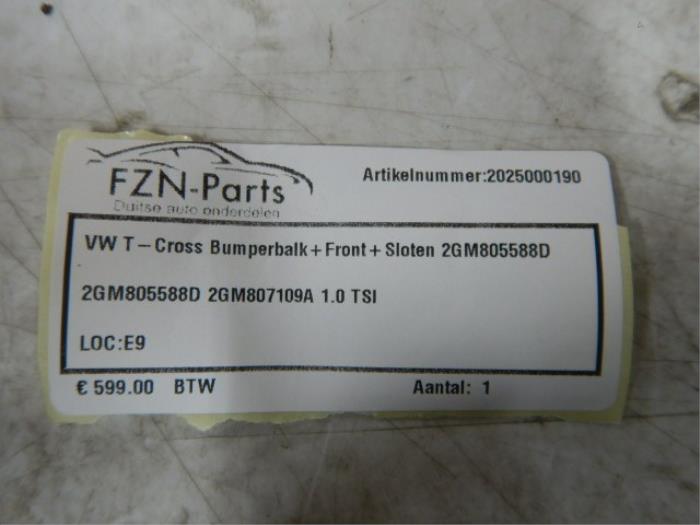 FZN-Parts
Duitse auto onderdelen
Artikelnummer:2025000190
VW T-Cross Bumperbalk+Front+Sloten 2GM805588D
2GM805588D 2GM807109A 1.0 TSI
LOC:E9
€ 599.00 BTW Aantal: 1